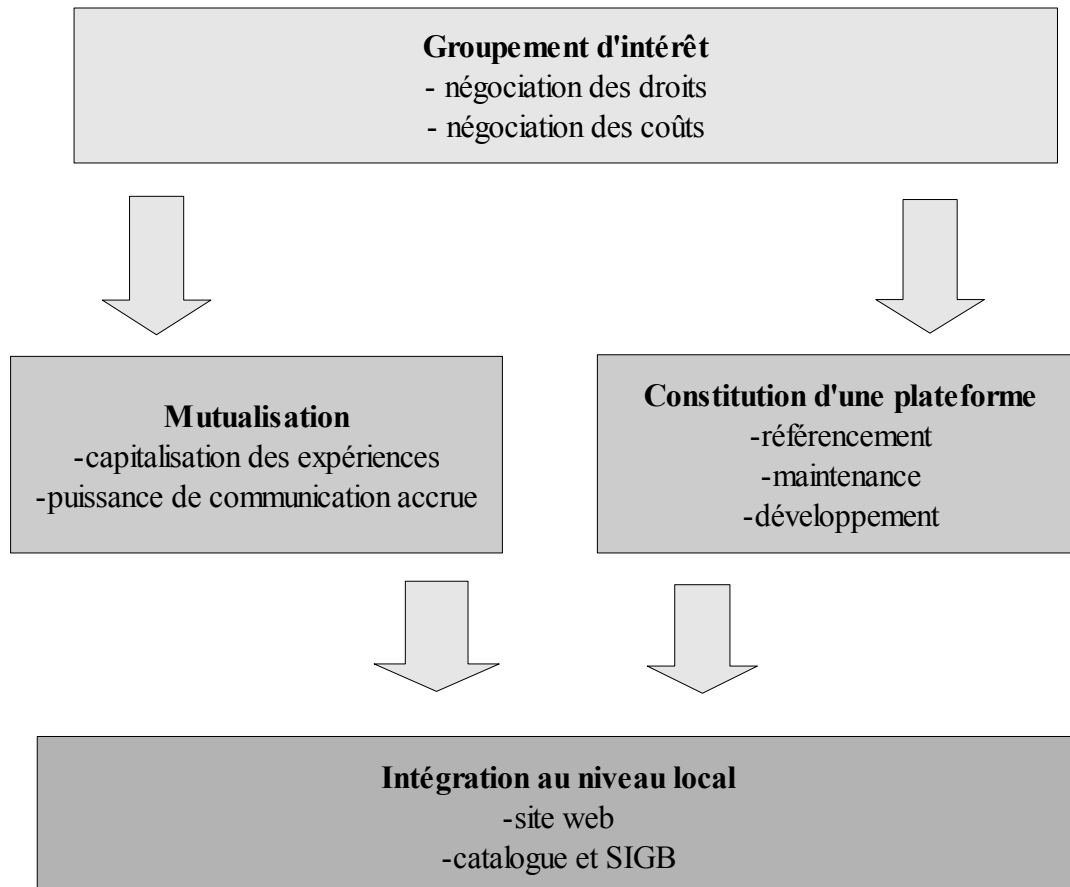 Groupement d'intérêt
- négociation des droits
- négociation des coûts
Mutualisation
-capitalisation des expériences
-puissance de communication accrue
Constitution d'une plateforme
-référencement
-maintenance
-développement
Intégration au niveau local
-site web
-catalogue et SIGB